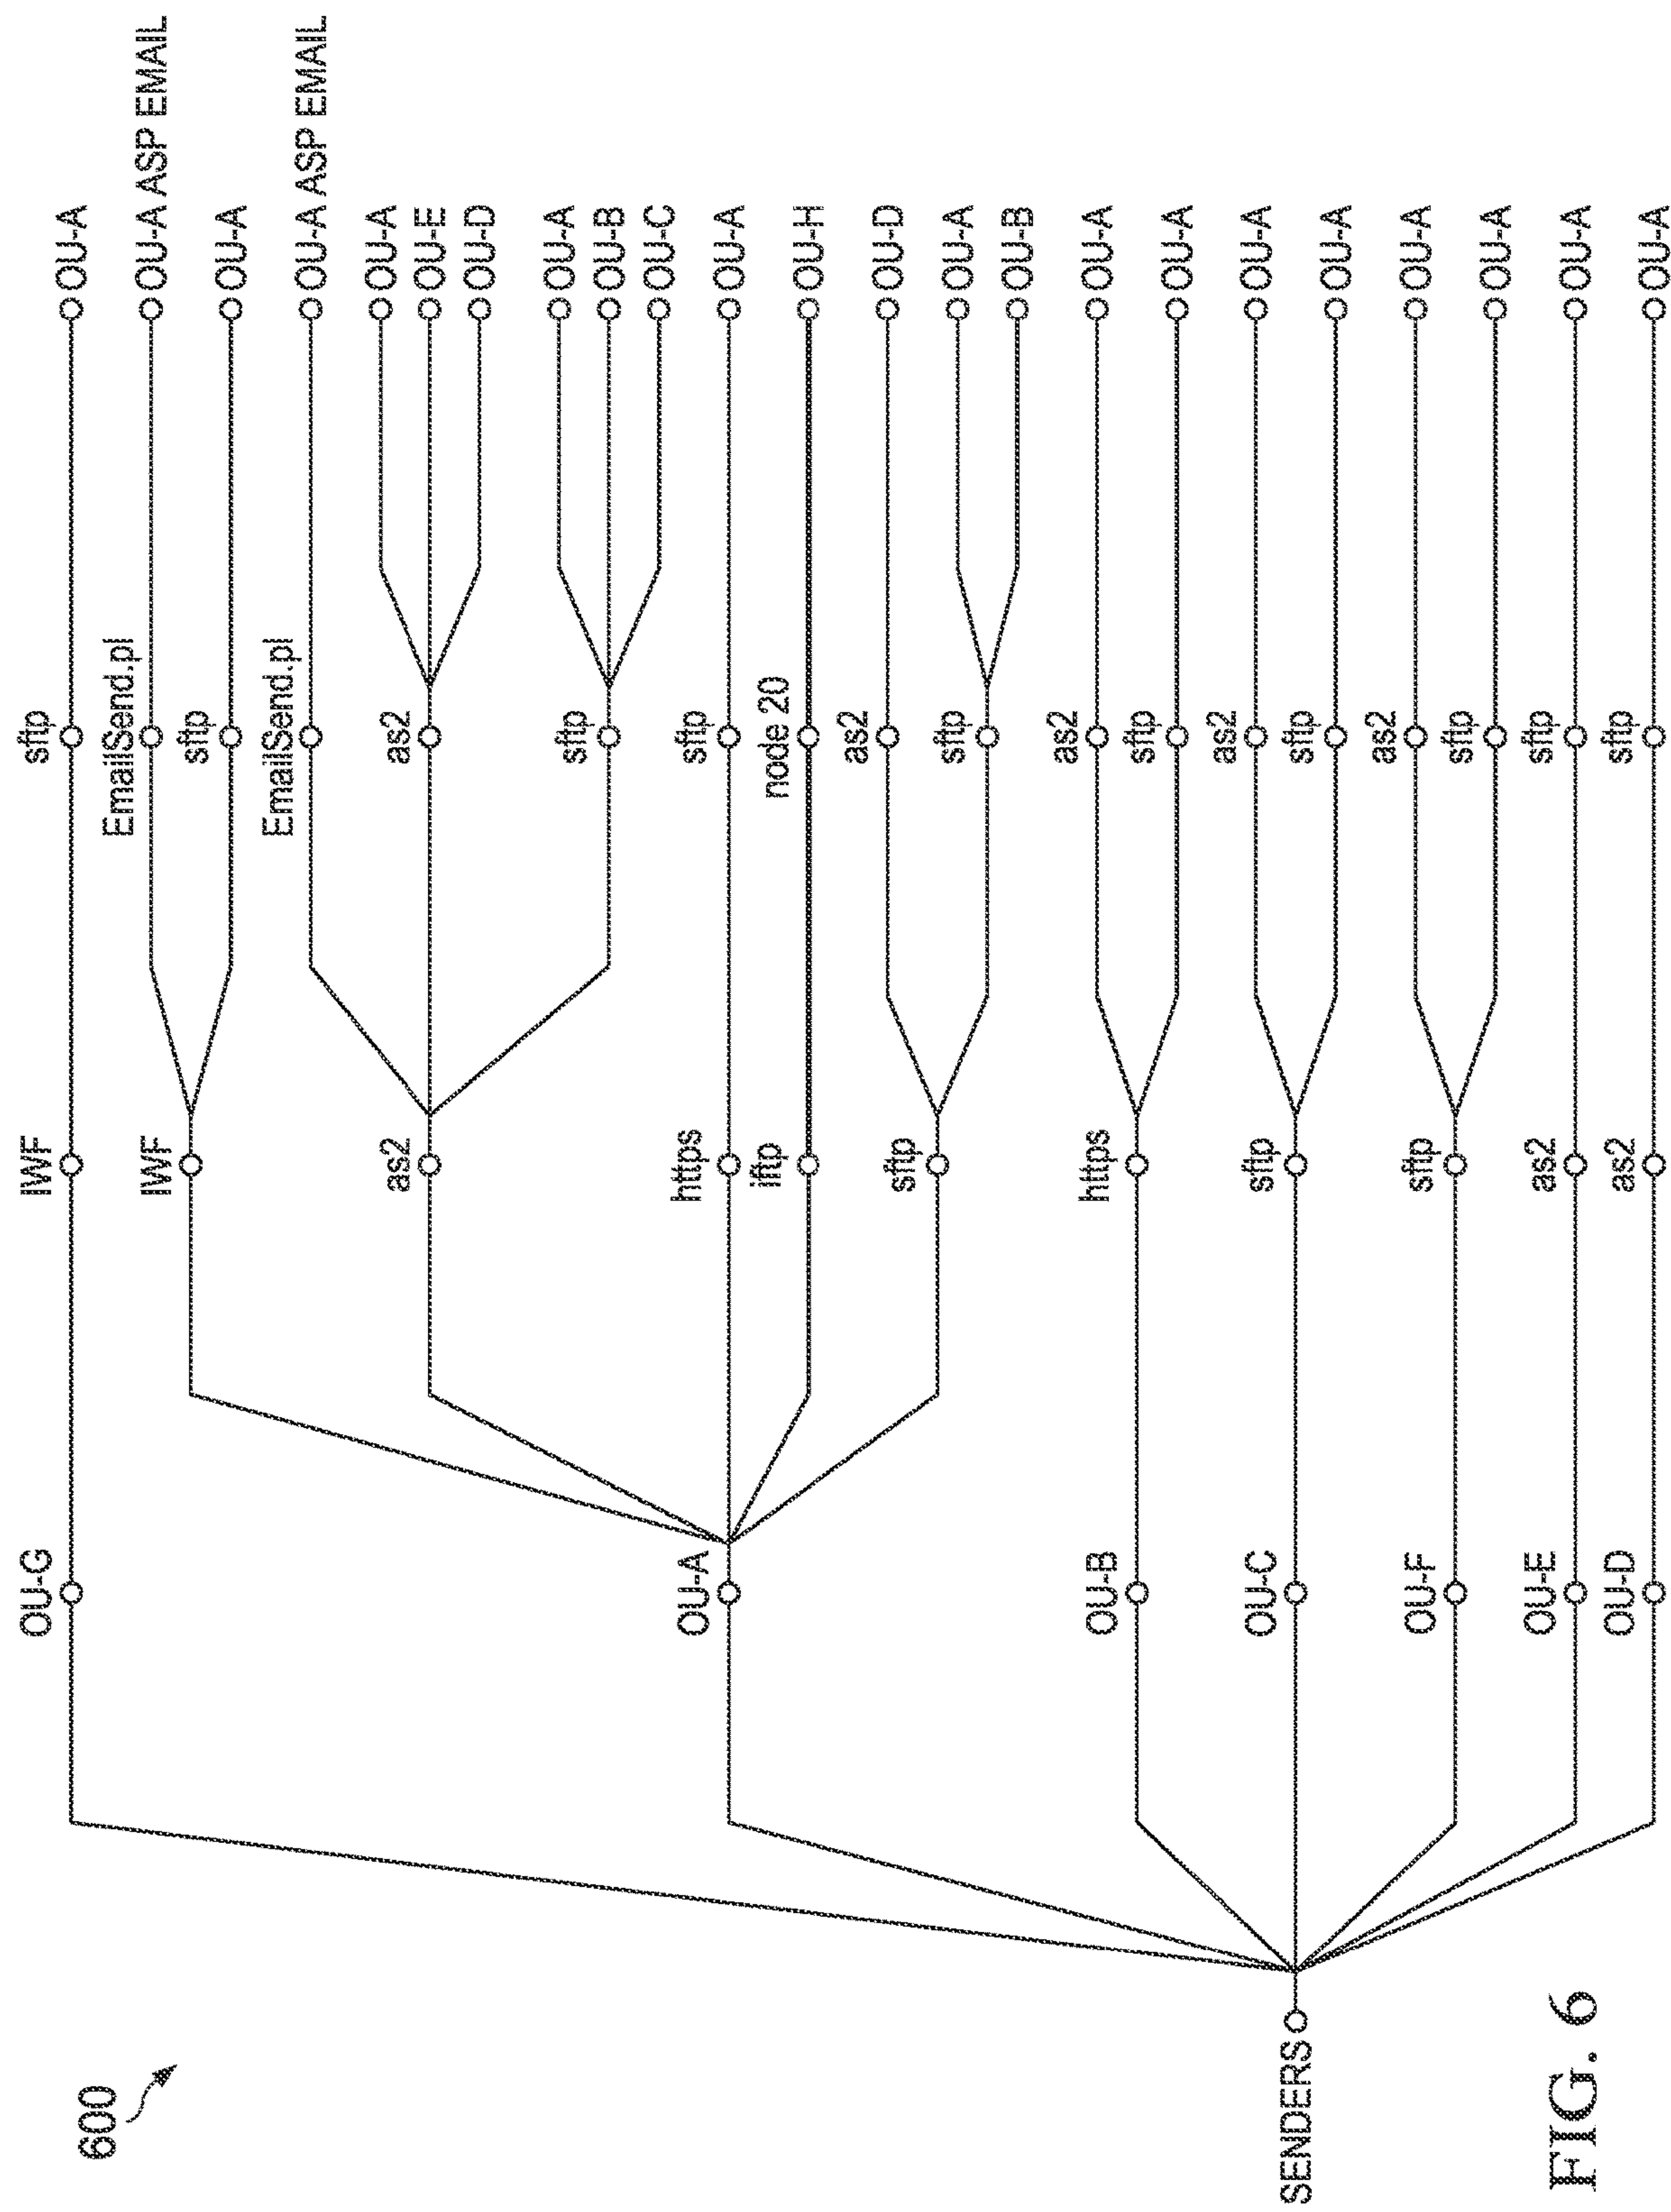 600
SENDERS
OU-G
OU-A
OU-B
OU-C
OU-F
OU-E
OU-D
IWF
IWF
as2
https
iftp
sftp
https
sftp
sftp
as2
as2
sftp
EmailSend.pl
sftp
EmailSend.pl
as2
sftp
sftp
node 20
as2
sftp
as2
sftp
as2
sftp
as2
sftp
sftp
sftp
OU-A
OU-A ASP EMAIL
OU-A
OU-A ASP EMAIL
OU-A
OU-E
OU-D
OU-A
OU-B
OU-C
OU-A
OU-H
OU-D
OU-A
OU-B
OU-A
OU-A
OU-A
OU-A
OU-A
OU-A
OU-A
OU-A
FIG. 6